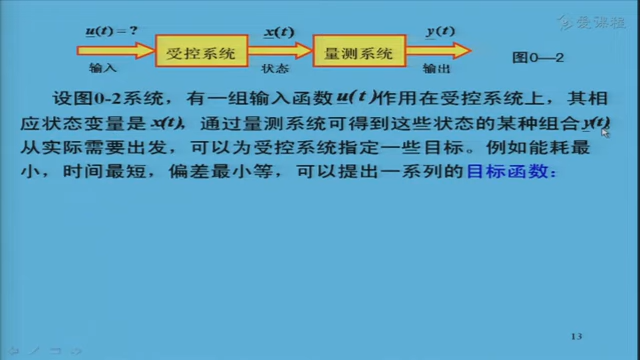 爱课程
u(t)=? x(t) y(t)
受控系统 量测系统
输入 状态 输出 图0—2
设图0-2系统，有一组输入函数u(t)作用在受控系统上，其相
应状态变量是x(t)，通过量测系统可得到这些状态的某种组合y(t)
从实际需要出发，可以为受控系统指定一些目标。例如能耗最
小，时间最短，偏差最小等，可以提出一系列的目标函数：
13